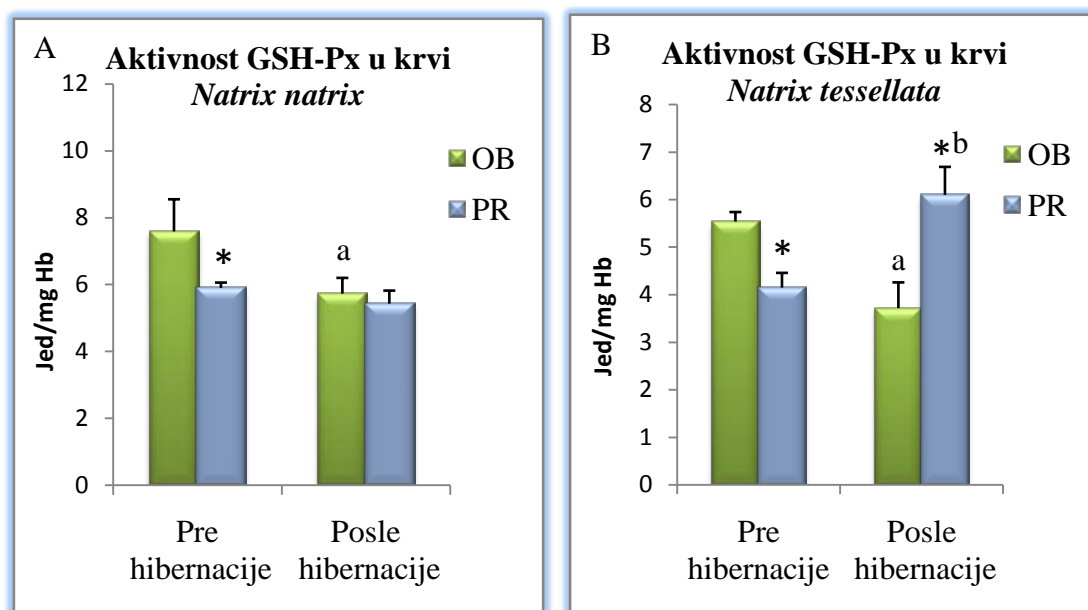 A
Aktivnost GSH-Px u krvi
Natrix natrix
12
10
8
6
4
2
0
Jed/mg Hb
*
a
OB
PR
Pre
hibernacije
Posle
hibernacije
B
Aktivnost GSH-Px u krvi
Natrix tessellata
8
7
6
5
4
3
2
1
0
Jed/mg Hb
*
a
*b
OB
PR
Pre
hibernacije
Posle
hibernacije